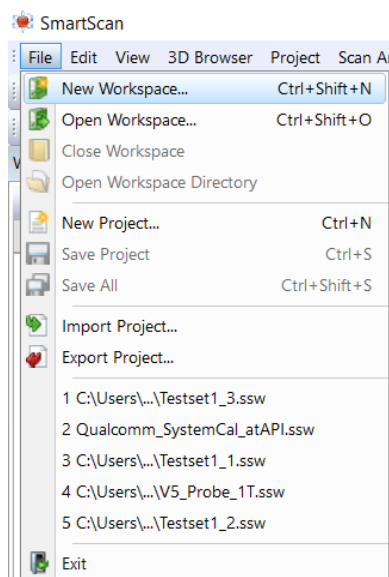 SmartScan
File Edit View 3D Browser Project Scan
New Workspace... Ctrl+Shift+N
Open Workspace... Ctrl+Shift+O
Close Workspace
Open Workspace Directory
New Project... Ctrl+N
Save Project Ctrl+S
Save All Ctrl+Shift+S
Import Project...
Export Project...
1 C:\Users\...\Testset1_3.ssw
2 Qualcomm_SystemCal_atAPI.ssw
3 C:\Users\...\Testset1_1.ssw
4 C:\Users\...\V5_Probe_1T.ssw
5 C:\Users\...\Testset1_2.ssw
Exit